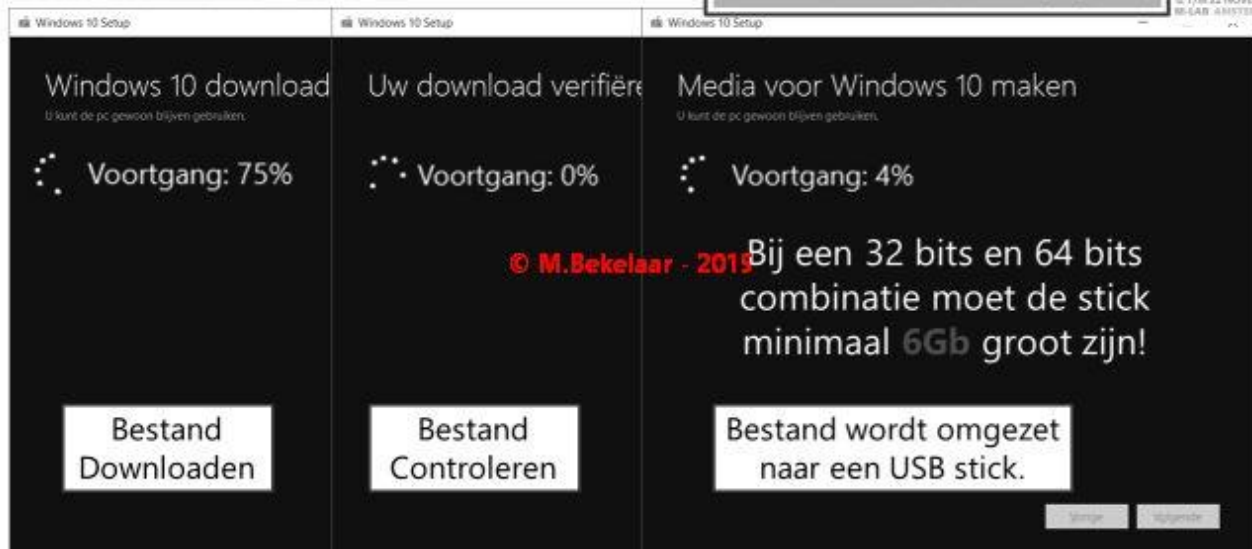 Windows 10 Setup
Windows 10 download
U kunt de pc gewoon blijven gebruiken.
Voortgang: 75%
Bestand
Downloaden
Windows 10 Setup
Uw download verifiëre
Voortgang: 0%
Bestand
Controleren
Windows 10 Setup
Media voor Windows 10 maken
U kunt de pc gewoon blijven gebruiken.
Voortgang: 4%
© M.Bekelaar - 2015
Bij een 32 bits en 64 bits
combinatie moet de stick
minimaal 6Gb groot zijn!
Bestand wordt omgezet
naar een USB stick.
Vorige
Volgende
M-LAB